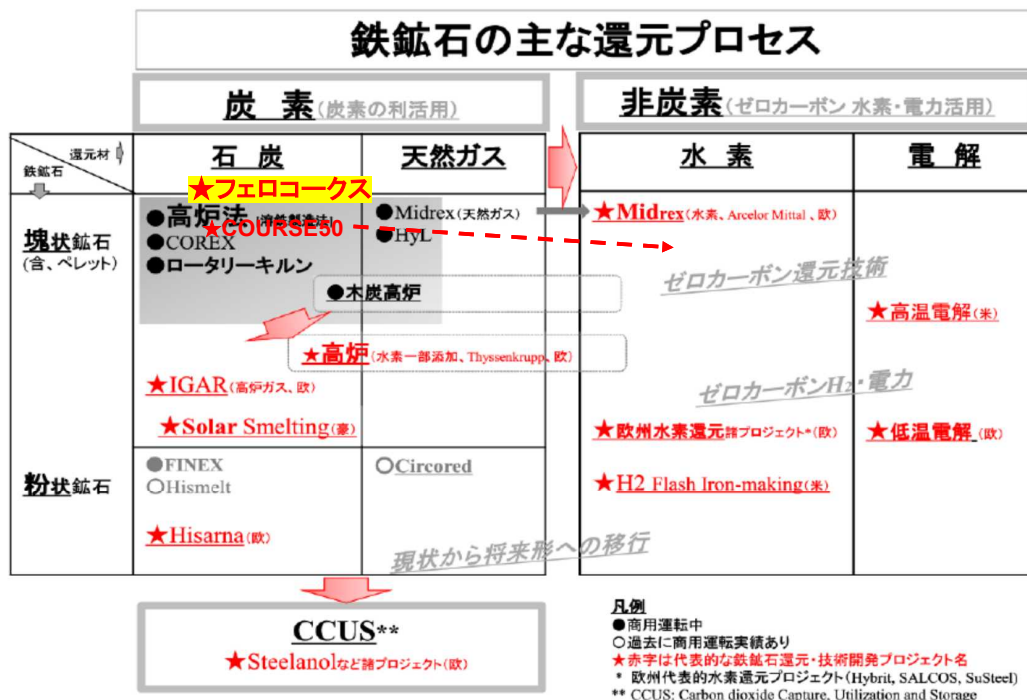 鉄鉱石の主な還元プロセス
炭 素(炭素の利活用)
非炭素(ゼロカーボン 水素・電力活用)
還元材
鉄鉱石
石 炭
天然ガス
水 素
電 解
★フェロコークス
塊状鉱石
(含、ペレット)
●高炉法「溶銑製造法」
★COURSE50
●COREX
●ロータリーキルン
●Midrex(天然ガス)
●HyL
★Midrex(水素、Arcelor Mittal、欧)
ゼロカーボン還元技術
●木炭高炉
★高温電解(米)
★高炉(水素一部添加、Thyssenkrupp、欧)
★IGAR(高炉ガス、欧)
ゼロカーボンH2・電力
★Solar Smelting(豪)
★欧州水素還元諸プロジェクト*(欧)
★低温電解(欧)
粉状鉱石
●FINEX
○Hismelt
○Circored
★H2 Flash Iron-making(米)
★Hisarna(欧)
現状から将来形への移行
CCUS**
★Steelanolなど諸プロジェクト(欧)
凡例
●商用運転中
○過去に商用運転実績あり
★赤字は代表的な鉄鉱石還元・技術開発プロジェクト名
* 欧州代表的水素還元プロジェクト(Hybrit, SALCOS, SuSteel)
** CCUS: Carbon dioxide Capture, Utilization and Storage